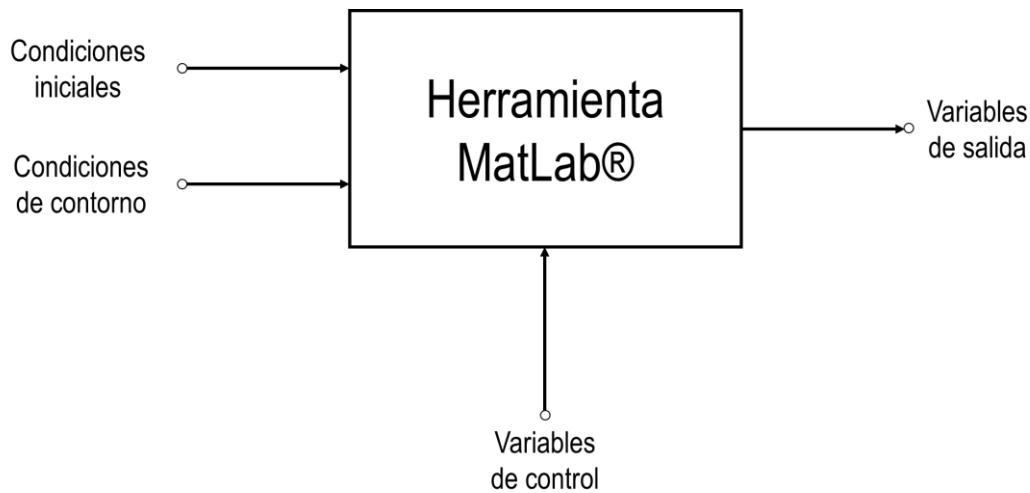 Condiciones
iniciales
Condiciones
de contorno
Herramienta
MatLab®
Variables
de salida
Variables
de control